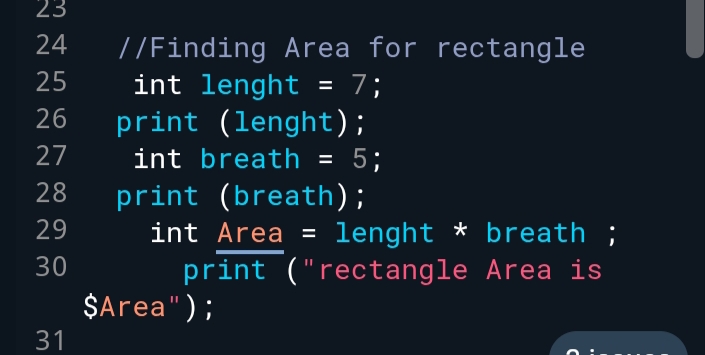 23
24 //Finding Area for rectangle
25 int lenght = 7;
26 print (lenght);
27 int breath = 5;
28 print (breath);
29 int Area = lenght * breath ;
30 print ("rectangle Area is
$Area");
31
issues